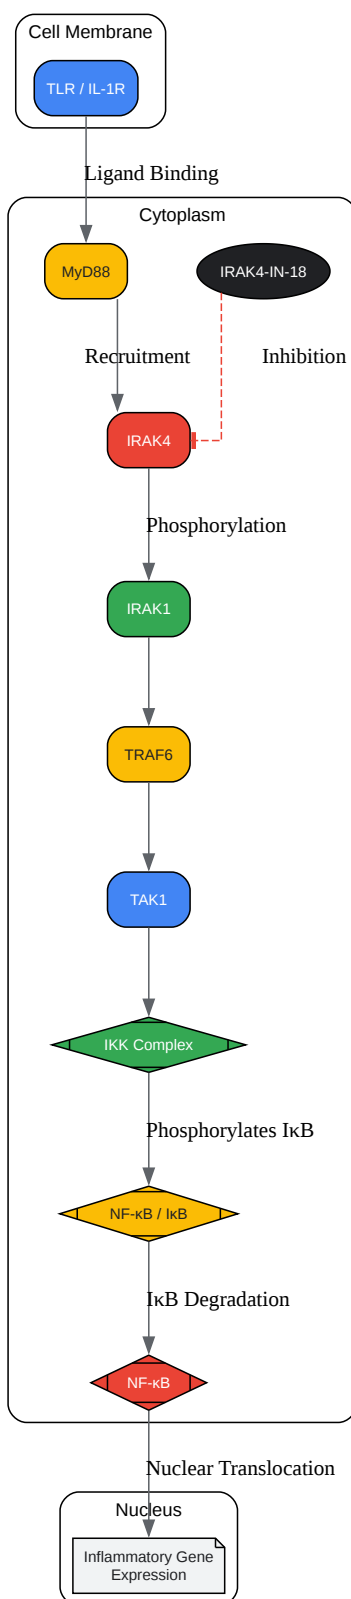 Cell Membrane
TLR / IL-1R
Ligand Binding
Cytoplasm
MyD88
IRAK4-IN-18
Recruitment
Inhibition
IRAK4
Phosphorylation
IRAK1
TRAF6
TAK1
IKK Complex
Phosphorylates IκB
NF-κB / IκB
IκB Degradation
NF-κB
Nuclear Translocation
Nucleus
Inflammatory Gene
Expression